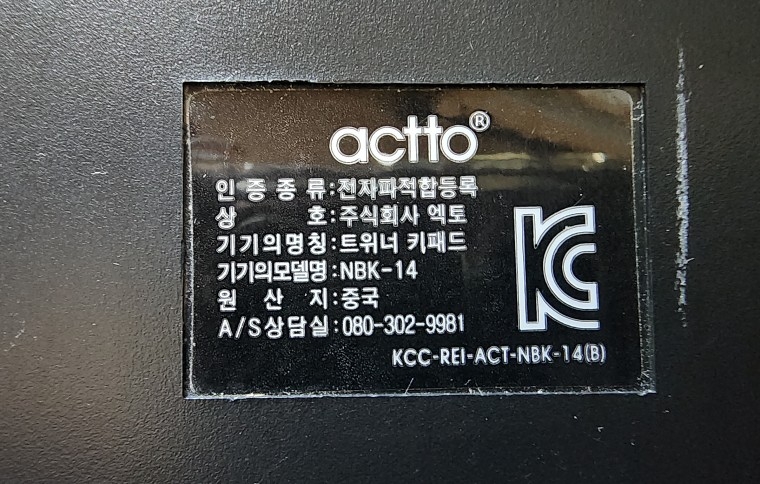 actto®
인 증 종 류 : 전자파적합등록
상 호 : 주식회사 엑토
기기의명칭 : 트위너 키패드
기기의모델명 : NBK-14
원 산 지 : 중국
A/S상담실 : 080-302-9981
KC
KCC-REI-ACT-NBK-14(B)